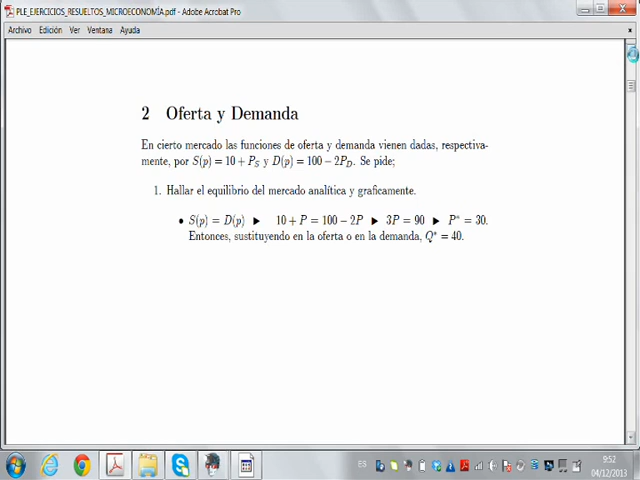 PLE_EJERCICIOS_RESUELTOS_MICROECONOMÍA.pdf - Adobe Acrobat Pro
Archivo Edición Ver Ventana Ayuda
2 Oferta y Demanda
En cierto mercado las funciones de oferta y demanda vienen dadas, respectiva-
mente, por S(p) = 10 + P_S y D(p) = 100 − 2P_D. Se pide;
1. Hallar el equilibrio del mercado analítica y graficamente.
• S(p) = D(p) ► 10 + P = 100 − 2P ► 3P = 90 ► P* = 30.
Entonces, sustituyendo en la oferta o en la demanda, Q* = 40.
ES
9:52
04/12/2013